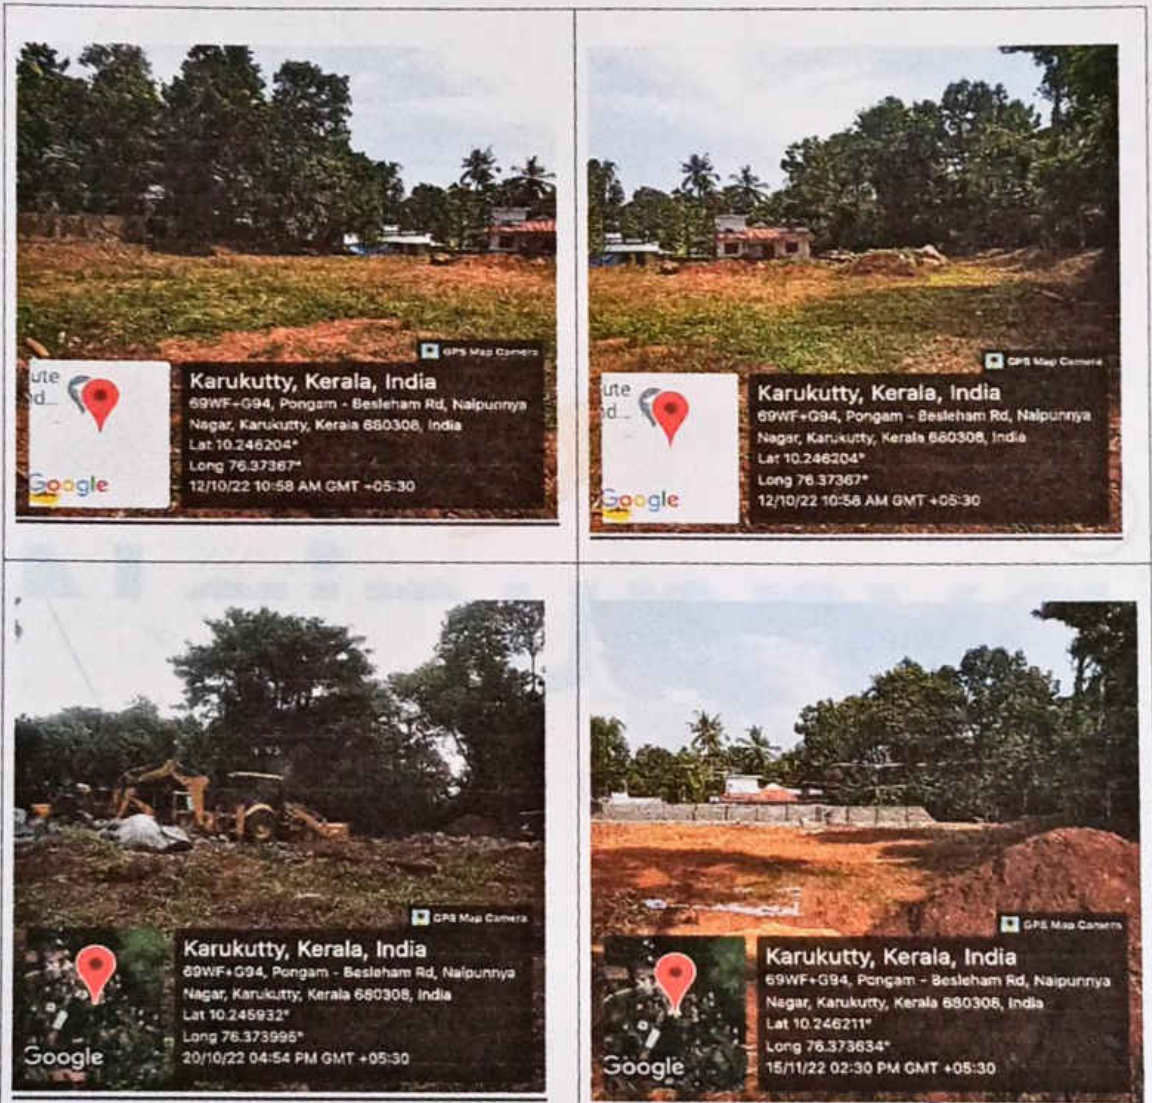 GPS Map Camera
ute
d...
Google
Karukutty, Kerala, India
69WF+G94, Pongam - Besleham Rd, Naipunnya
Nagar, Karukutty, Kerala 680308, India
Lat 10.246204°
Long 76.37367°
12/10/22 10:58 AM GMT +05:30
GPS Map Camera
ute
d...
Google
Karukutty, Kerala, India
69WF+G94, Pongam - Besleham Rd, Naipunnya
Nagar, Karukutty, Kerala 680308, India
Lat 10.246204°
Long 76.37367°
12/10/22 10:58 AM GMT +05:30
GPS Map Camera
Google
Karukutty, Kerala, India
69WF+G94, Pongam - Besleham Rd, Naipunnya
Nagar, Karukutty, Kerala 680308, India
Lat 10.245932°
Long 76.373995°
20/10/22 04:54 PM GMT +05:30
GPS Map Camera
Google
Karukutty, Kerala, India
69WF+G94, Pongam - Besleham Rd, Naipunnya
Nagar, Karukutty, Kerala 680308, India
Lat 10.246211°
Long 76.373634°
15/11/22 02:30 PM GMT +05:30